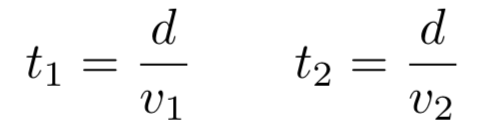 t₁ = d/v₁    t₂ = d/v₂